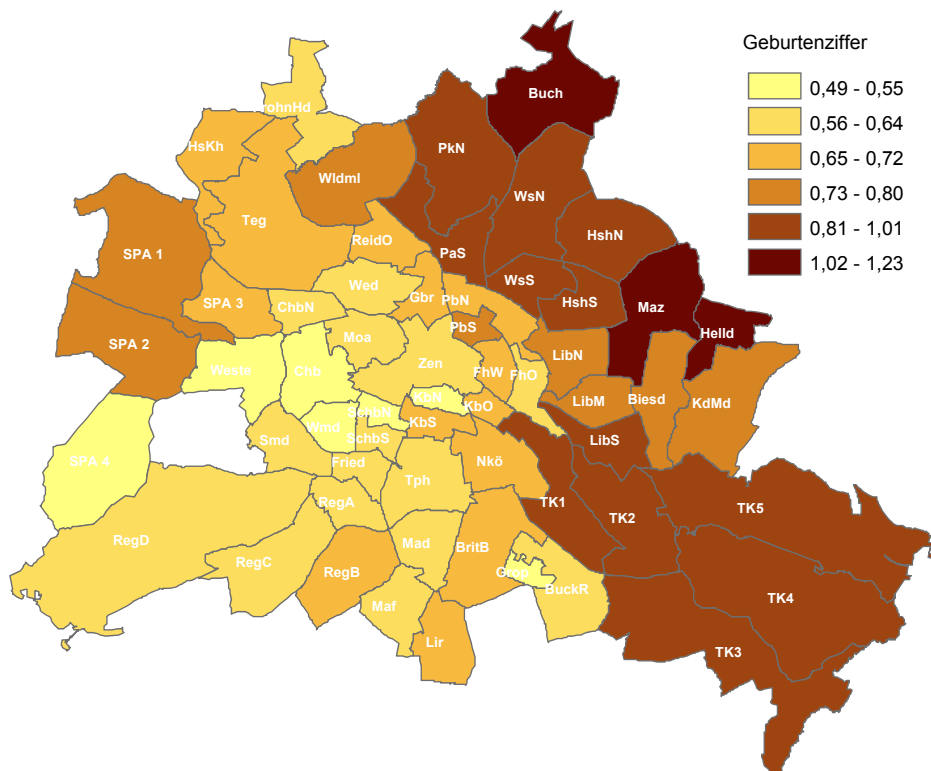 Geburtenziffer
0,49 - 0,55
0,56 - 0,64
0,65 - 0,72
0,73 - 0,80
0,81 - 1,01
1,02 - 1,23
Buch
rohnHd
HsKh
PkN
Wldml
WsN
Teg
HshN
ReidO
SPA 1
PaS
WsS
Wed
SPA 3
ChbN
Gbr
PbN
HshS
Maz
Helld
PbS
Moa
SPA 2
LibN
Zen
Weste
Chb
FhW
FhO
KbN
LibM
Biesd
KdMd
SchbN
KbO
Wmd
KbS
SchbS
Smd
LibS
SPA 4
Fried
Nkö
Tph
RegA
TK1
TK2
TK5
RegD
RegC
RegB
Mad
BritB
Grop
BuckR
TK4
Maf
Lir
TK3